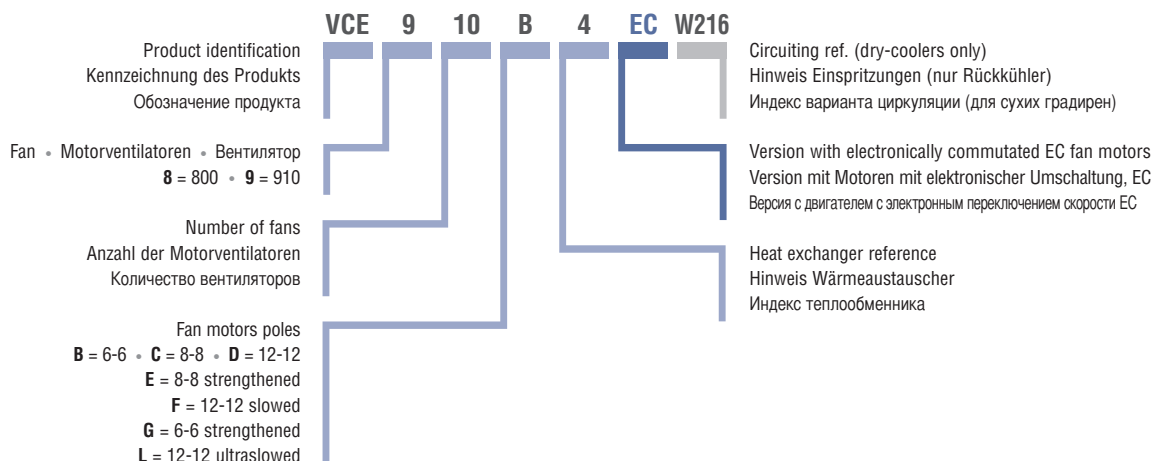 VCE 9 10 B 4 EC W216
Product identification
Kennzeichnung des Produkts
Обозначение продукта
Fan • Motorventilatoren • Вентилятор
8 = 800 • 9 = 910
Number of fans
Anzahl der Motorventilatoren
Количество вентиляторов
Fan motors poles
B = 6-6 • C = 8-8 • D = 12-12
E = 8-8 strengthened
F = 12-12 slowed
G = 6-6 strengthened
L = 12-12 ultraslowed
Circuiting ref. (dry-coolers only)
Hinweis Einspritzungen (nur Rückkühler)
Индекс варианта циркуляции (для сухих градирен)
Version with electronically commutated EC fan motors
Version mit Motoren mit elektronischer Umschaltung, EC
Версия с двигателем с электронным переключением скорости ЕС
Heat exchanger reference
Hinweis Wärmeaustauscher
Индекс теплообменника